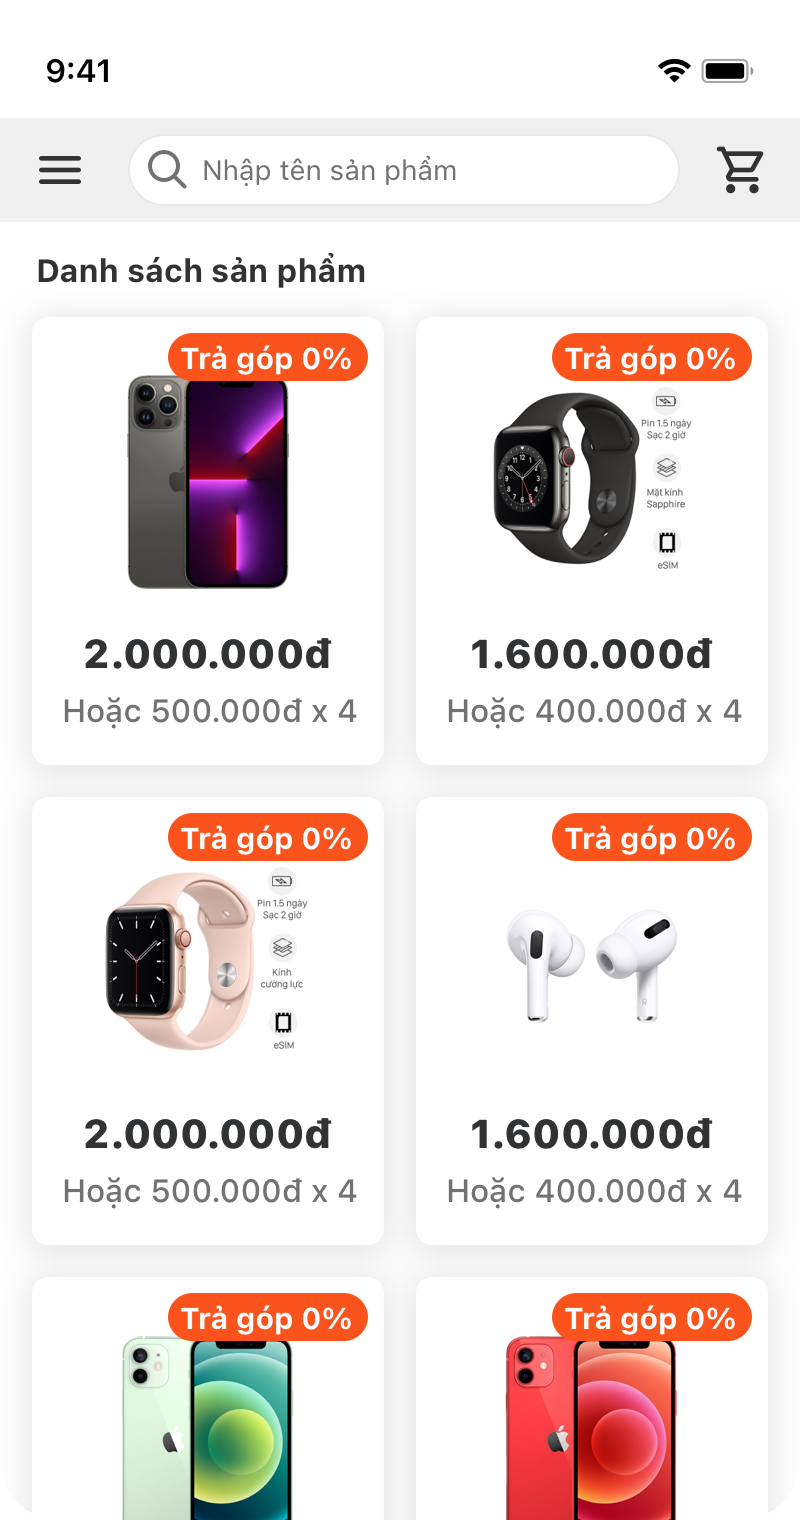 9:41
Nhập tên sản phẩm
Danh sách sản phẩm
Trả góp 0%
2.000.000đ
Hoặc 500.000đ x 4
Trả góp 0%
Pin 1.5 ngày
Sạc 2 giờ
Mặt kính
Sapphire
eSIM
1.600.000đ
Hoặc 400.000đ x 4
Trả góp 0%
Pin 1.5 ngày
Sạc 2 giờ
Kính
cường lực
eSIM
2.000.000đ
Hoặc 500.000đ x 4
Trả góp 0%
R
1.600.000đ
Hoặc 400.000đ x 4
Trả góp 0%
Trả góp 0%